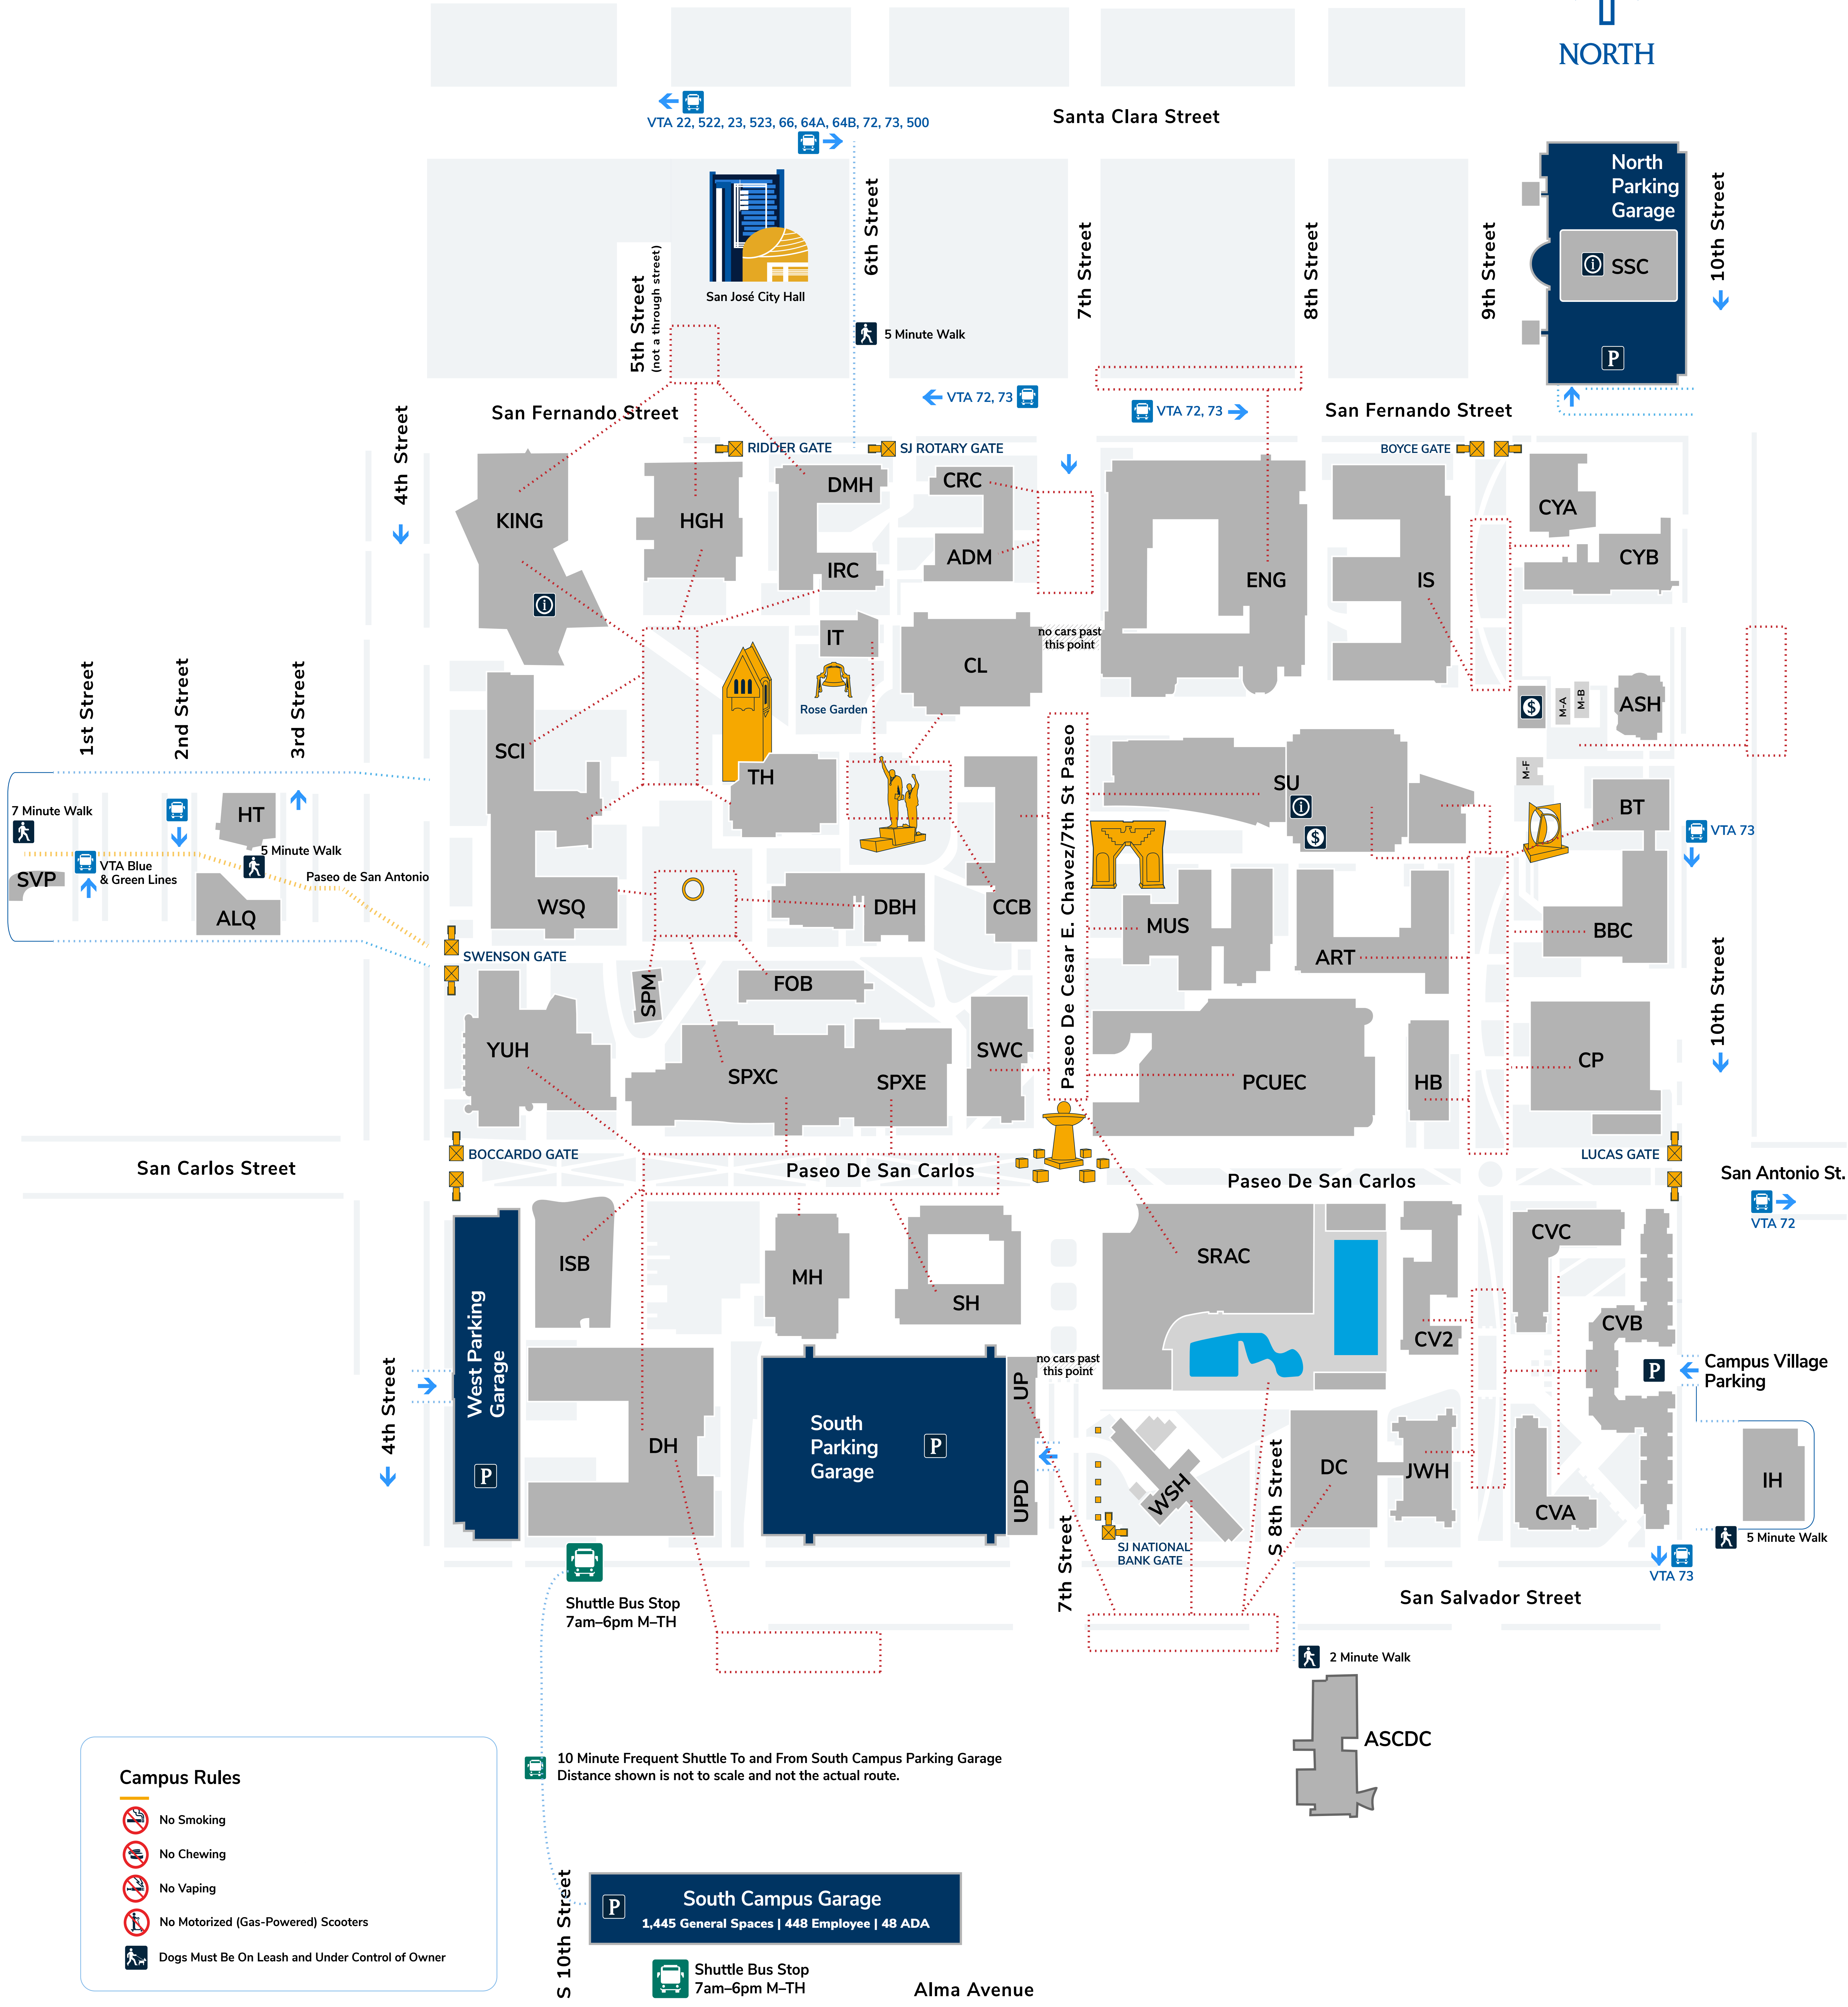 NORTH
VTA 22, 522, 23, 523, 66, 64A, 64B, 72, 73, 500
Santa Clara Street
North
Parking
Garage
SSC
P
10th Street
6th Street
7th Street
8th Street
9th Street
5th Street
(not a through street)
San José City Hall
5 Minute Walk
VTA 72, 73
VTA 72, 73
San Fernando Street
San Fernando Street
4th Street
RIDDER GATE
SJ ROTARY GATE
BOYCE GATE
KING
HGH
DMH
CRC
CYA
IRC
ADM
ENG
IS
CYB
IT
CL
no cars past
this point
Rose Garden
$
M-A
M-B
ASH
1st Street
2nd Street
3rd Street
SCI
TH
SU
$
M-F
BT
Paseo De Cesar E. Chavez/7th St Paseo
7 Minute Walk
HT
5 Minute Walk
VTA Blue
& Green Lines
Paseo de San Antonio
SVP
ALQ
VTA 73
WSQ
DBH
CCB
MUS
ART
BBC
10th Street
SWENSON GATE
SPM
FOB
YUH
SPXC
SPXE
SWC
PCUEC
HB
CP
San Carlos Street
BOCCARDO GATE
Paseo De San Carlos
Paseo De San Carlos
LUCAS GATE
San Antonio St.
VTA 72
West Parking
Garage
P
ISB
MH
SH
SRAC
CV2
CVC
CVB
P
Campus Village
Parking
4th Street
DH
South
Parking
Garage
P
UP
UPD
no cars past
this point
WSH
S 8th Street
DC
JWH
CVA
IH
5 Minute Walk
7th Street
SJ NATIONAL
BANK GATE
VTA 73
San Salvador Street
Shuttle Bus Stop
7am–6pm M–TH
2 Minute Walk
ASCDC
10 Minute Frequent Shuttle To and From South Campus Parking Garage
Distance shown is not to scale and not the actual route.
Campus Rules
No Smoking
No Chewing
No Vaping
No Motorized (Gas-Powered) Scooters
Dogs Must Be On Leash and Under Control of Owner
S 10th Street
P
South Campus Garage
1,445 General Spaces | 448 Employee | 48 ADA
Shuttle Bus Stop
7am–6pm M–TH
Alma Avenue